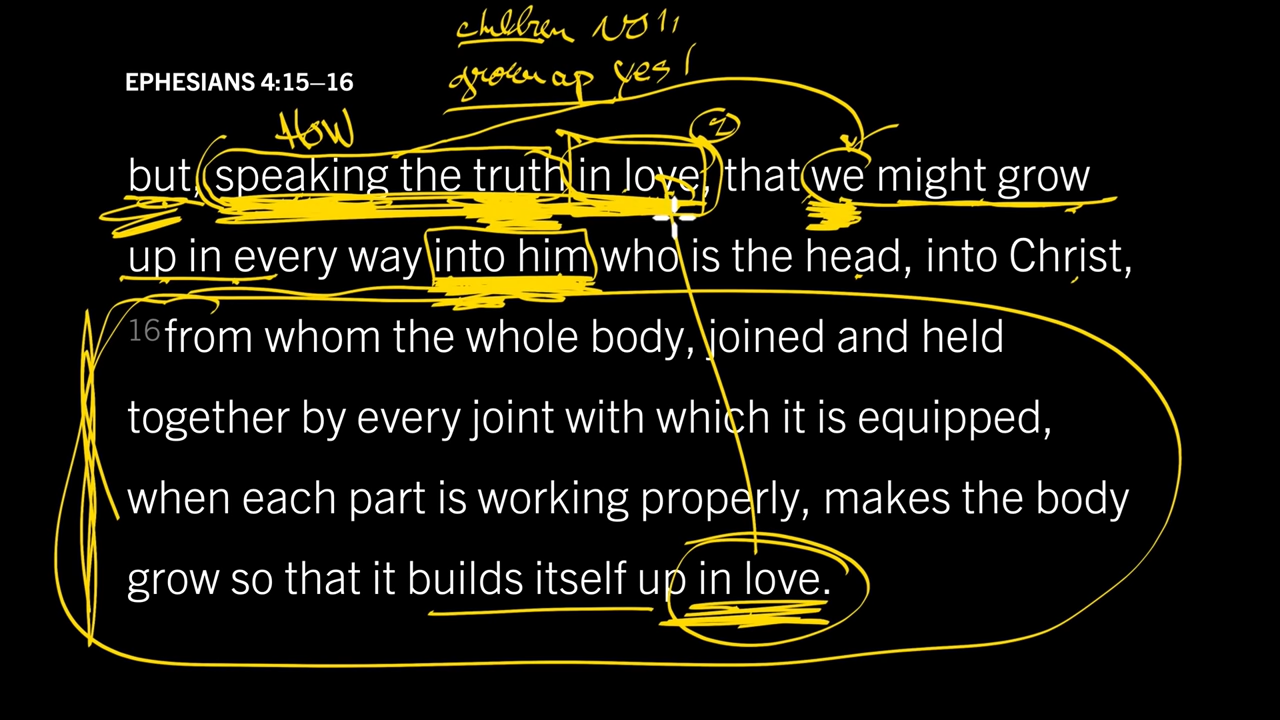 children no!!
grown up yes!
EPHESIANS 4:15–16
How
2
but, speaking the truth in love, that we might grow
up in every way into him who is the head, into Christ,
16 from whom the whole body, joined and held
together by every joint with which it is equipped,
when each part is working properly, makes the body
grow so that it builds itself up in love.